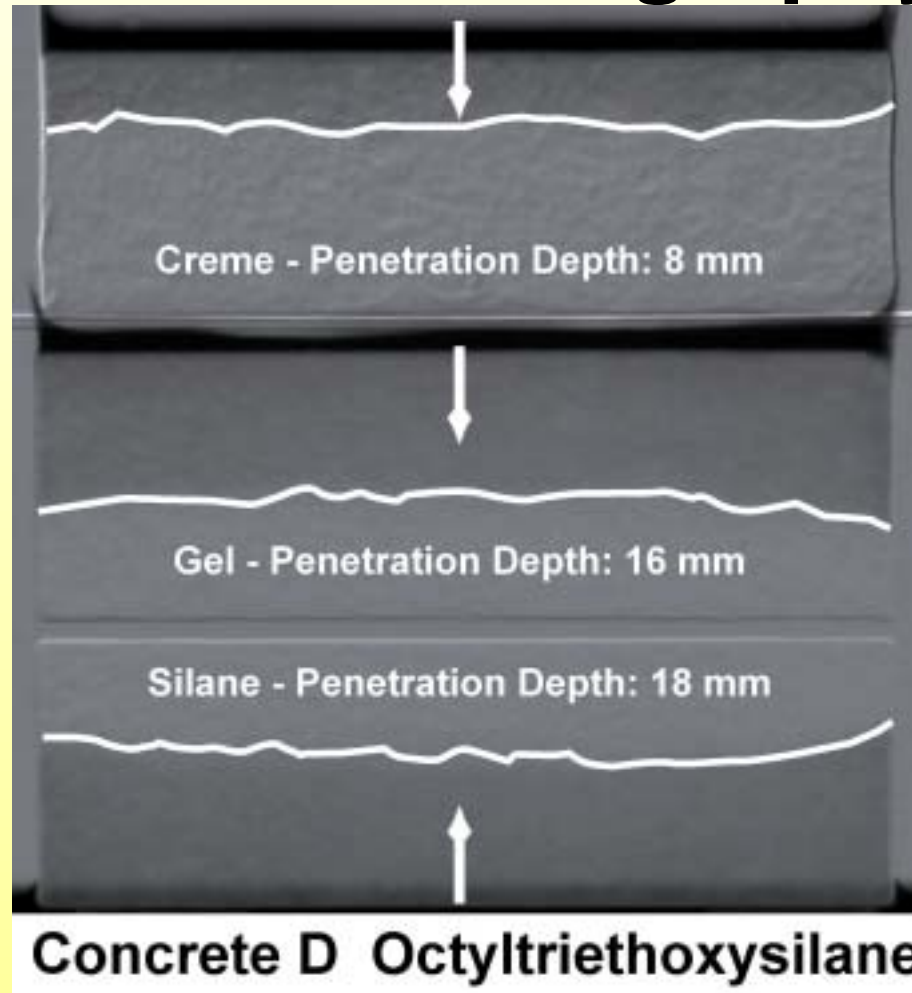 Creme - Penetration Depth: 8 mm
Gel - Penetration Depth: 16 mm
Silane - Penetration Depth: 18 mm
Concrete D Octyltriethoxysilane